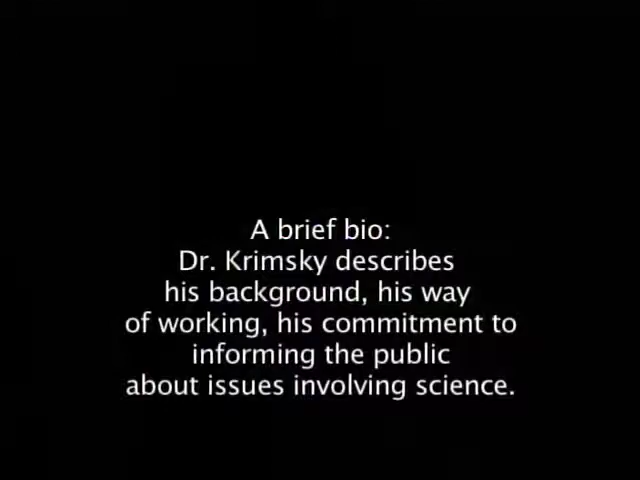 A brief bio:
Dr. Krimsky describes
his background, his way
of working, his commitment to
informing the public
about issues involving science.